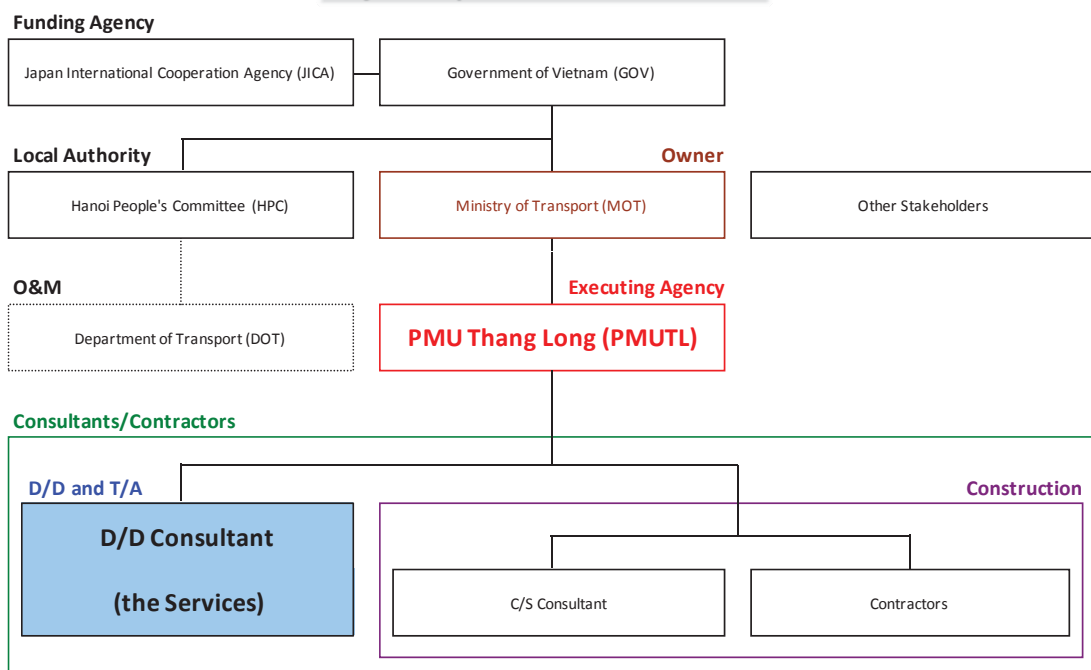 Funding Agency
Japan International Cooperation Agency (JICA)
Government of Vietnam (GOV)
Local Authority
Owner
Hanoi People's Committee (HPC)
Ministry of Transport (MOT)
Other Stakeholders
O&M
Executing Agency
Department of Transport (DOT)
PMU Thang Long (PMUTL)
Consultants/Contractors
D/D and T/A
Construction
D/D Consultant
(the Services)
C/S Consultant
Contractors